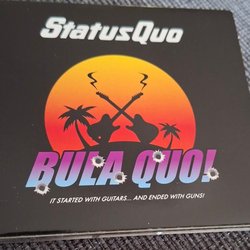 StatusQuo
BULA QUO!
IT STARTED WITH GUITARS... AND ENDED WITH GUNS!